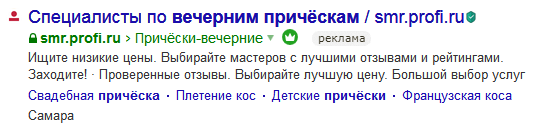 Специалисты по вечерним причёскам / smr.profi.ru
smr.profi.ru › Причёски-вечерние реклама
Ищите низикие цены. Выбирайте мастеров с лучшими отзывами и рейтингами.
Заходите! · Проверенные отзывы. Выбирайте лучшую цену. Большой выбор услуг
Свадебная причёска · Плетение кос · Детские причёски · Французская коса
Самара